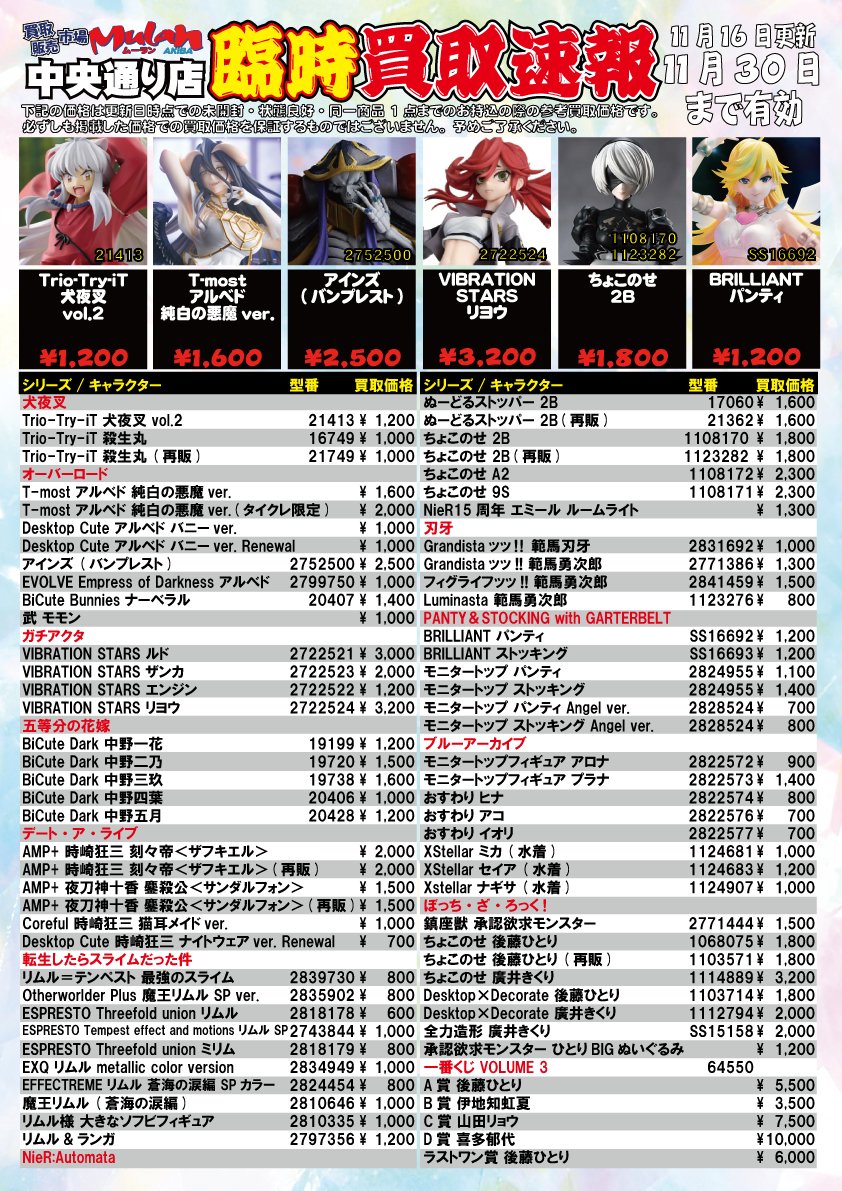 買取販売市場 Mulan ムーラン AKIBA
中央通り店
臨時買取速報
11月16日更新
11月30日
まで有効
下記の価格は更新日時点での未開封・状態良好・同一商品1点までのお持込の際の参考買取価格です。
必ずしも掲載した価格での買取価格を保証するものではございません。予めご了承ください。
21413
2752500
2722524
1108170
1123282
SS16692
Trio-Try-iT
犬夜叉
vol.2
¥1,200
T-most
アルベド
純白の悪魔 ver.
¥1,600
アインズ
(バンプレスト)
¥2,500
VIBRATION
STARS
リヨウ
¥3,200
ちょこのせ
2B
¥1,800
BRILLIANT
パンティ
¥1,200
シリーズ / キャラクター 型番 買取価格
犬夜叉
Trio-Try-iT 犬夜叉 vol.2 21413 ¥ 1,200
Trio-Try-iT 殺生丸 16749 ¥ 1,000
Trio-Try-iT 殺生丸 (再販) 21749 ¥ 1,000
オーバーロード
T-most アルベド 純白の悪魔 ver. ¥ 1,600
T-most アルベド 純白の悪魔 ver.(タイクレ限定) ¥ 2,000
Desktop Cute アルベド バニー ver. ¥ 1,000
Desktop Cute アルベド バニー ver. Renewal ¥ 1,000
アインズ (バンプレスト) 2752500 ¥ 2,500
EVOLVE Empress of Darkness アルベド 2799750 ¥ 1,000
BiCute Bunnies ナーベラル 20407 ¥ 1,400
武 モモン ¥ 1,000
ガチアクタ
VIBRATION STARS ルド 2722521 ¥ 3,000
VIBRATION STARS ザンカ 2722523 ¥ 2,000
VIBRATION STARS エンジン 2722522 ¥ 1,200
VIBRATION STARS リヨウ 2722524 ¥ 3,200
五等分の花嫁
BiCute Dark 中野一花 19199 ¥ 1,200
BiCute Dark 中野二乃 19720 ¥ 1,500
BiCute Dark 中野三玖 19738 ¥ 1,600
BiCute Dark 中野四葉 20406 ¥ 1,000
BiCute Dark 中野五月 20428 ¥ 1,200
デート・ア・ライブ
AMP+ 時崎狂三 刻々帝<ザフキエル> ¥ 2,000
AMP+ 時崎狂三 刻々帝<ザフキエル>(再販) ¥ 2,000
AMP+ 夜刀神十香 鏖殺公<サンダルフォン> ¥ 1,500
AMP+ 夜刀神十香 鏖殺公<サンダルフォン>(再販) ¥ 1,500
Coreful 時崎狂三 猫耳メイド ver. ¥ 1,000
Desktop Cute 時崎狂三 ナイトウェア ver. Renewal ¥ 700
転生したらスライムだった件
リムル=テンペスト 最強のスライム 2839730 ¥ 800
Otherworlder Plus 魔王リムル SP ver. 2835902 ¥ 800
ESPRESTO Threefold union リムル 2818178 ¥ 600
ESPRESTO Tempest effect and motions リムル SP 2743844 ¥ 1,000
ESPRESTO Threefold union ミリム 2818179 ¥ 800
EXQ リムル metallic color version 2834949 ¥ 1,000
EFFECTREME リムル 蒼海の涙編 SPカラー 2824454 ¥ 800
魔王リムル (蒼海の涙編) 2810646 ¥ 1,000
リムル様 大きなソフビフィギュア 2810335 ¥ 1,000
リムル & ランガ 2797356 ¥ 1,200
NieR:Automata
シリーズ / キャラクター 型番 買取価格
ぬーどるストッパー 2B 17060 ¥ 1,600
ぬーどるストッパー 2B(再販) 21362 ¥ 1,600
ちょこのせ 2B 1108170 ¥ 1,800
ちょこのせ 2B(再販) 1123282 ¥ 1,800
ちょこのせ A2 1108172 ¥ 2,300
ちょこのせ 9S 1108171 ¥ 2,300
NieR15周年 エミール ルームライト ¥ 1,300
刃牙
Grandistaッッ!! 範馬刃牙 2831692 ¥ 1,000
Grandistaッッ!! 範馬勇次郎 2771386 ¥ 1,300
フィグライフッッ!! 範馬勇次郎 2841459 ¥ 1,500
Luminasta 範馬勇次郎 1123276 ¥ 800
PANTY & STOCKING with GARTERBELT
BRILLIANT パンティ SS16692 ¥ 1,200
BRILLIANT ストッキング SS16693 ¥ 1,200
モニタートップ パンティ 2824955 ¥ 1,100
モニタートップ ストッキング 2824955 ¥ 1,400
モニタートップ パンティ Angel ver. 2828524 ¥ 700
モニタートップ ストッキング Angel ver. 2828524 ¥ 800
ブルーアーカイブ
モニタートップフィギュア アロナ 2822572 ¥ 900
モニタートップフィギュア プラナ 2822573 ¥ 1,400
おすわり ヒナ 2822574 ¥ 800
おすわり アコ 2822576 ¥ 700
おすわり イオリ 2822577 ¥ 700
XStellar ミカ (水着) 1124681 ¥ 1,000
XStellar セイア (水着) 1124683 ¥ 1,200
Xstellar ナギサ (水着) 1124907 ¥ 1,000
ぼっち・ざ・ろっく!
鎮座獣 承認欲求モンスター 2771444 ¥ 1,500
ちょこのせ 後藤ひとり 1068075 ¥ 1,800
ちょこのせ 後藤ひとり (再販) 1103571 ¥ 1,800
ちょこのせ 廣井きくり 1114889 ¥ 3,200
Desktop×Decorate 後藤ひとり 1103714 ¥ 1,800
Desktop×Decorate 廣井きくり 1112794 ¥ 2,000
全力造形 廣井きくり SS15158 ¥ 2,000
承認欲求モンスター ひとりBIGぬいぐるみ ¥ 1,200
一番くじ VOLUME 3 64550
A賞 後藤ひとり ¥ 5,500
B賞 伊地知虹夏 ¥ 3,500
C賞 山田リョウ ¥ 7,500
D賞 喜多郁代 ¥10,000
ラストワン賞 後藤ひとり ¥ 6,000